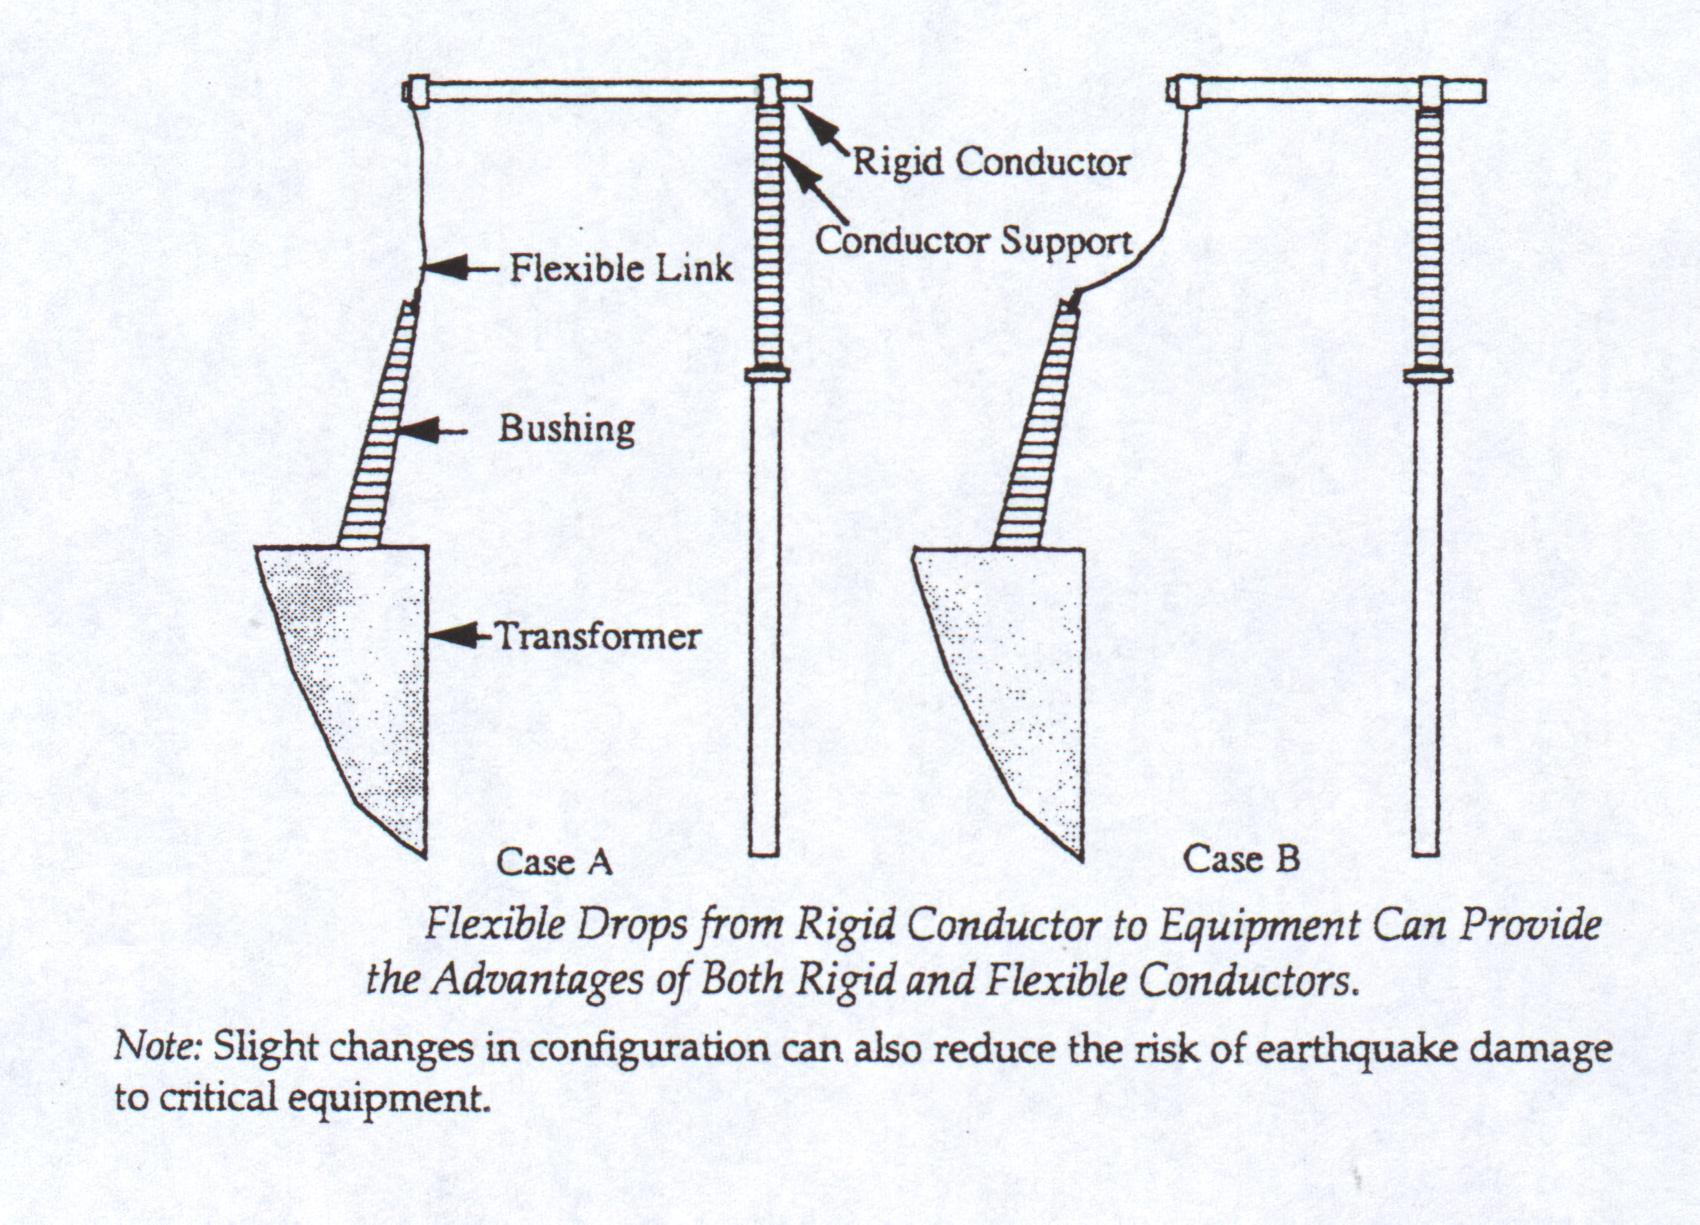 Rigid Conductor
Conductor Support
Flexible Link
Bushing
Transformer
Case A
Case B
Flexible Drops from Rigid Conductor to Equipment Can Provide
the Advantages of Both Rigid and Flexible Conductors.
Note: Slight changes in configuration can also reduce the risk of earthquake damage
to critical equipment.